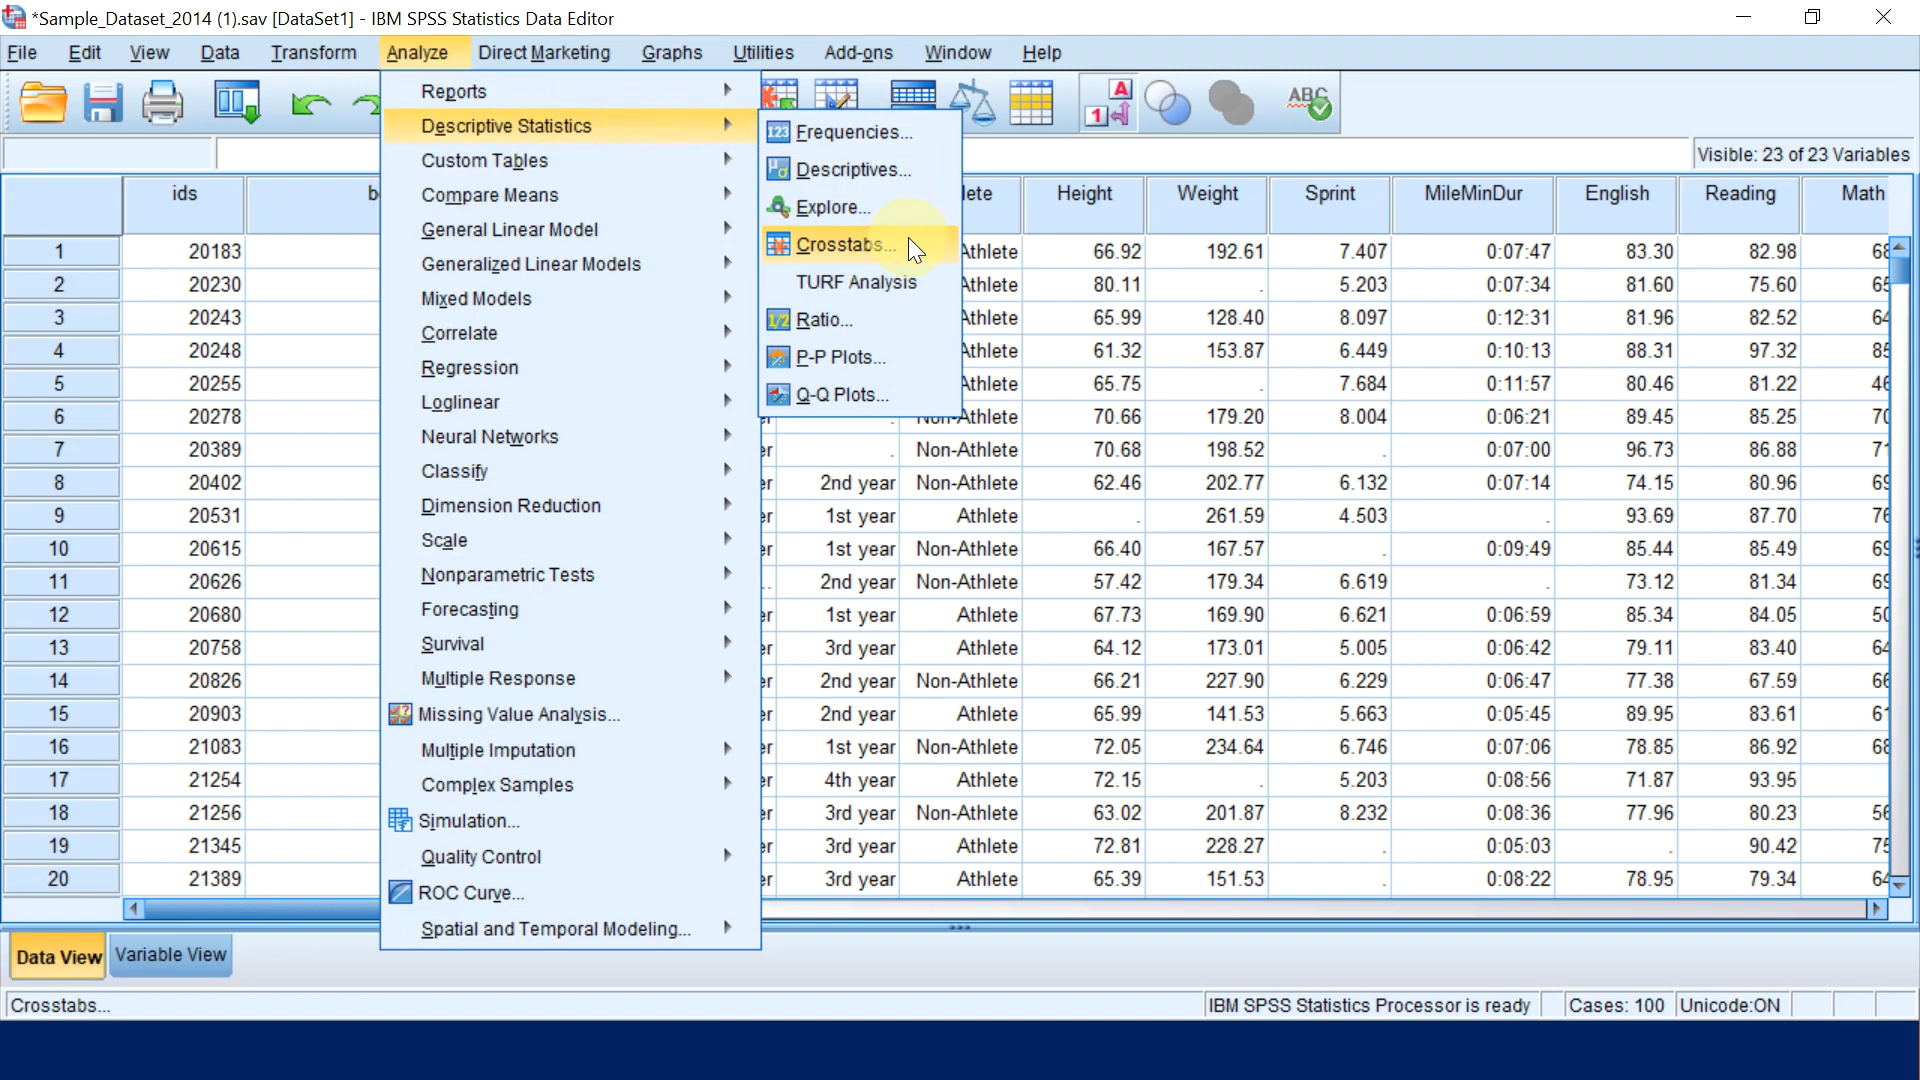 *Sample_Dataset_2014 (1).sav [DataSet1] - IBM SPSS Statistics Data Editor
File Edit View Data Transform Analyze Direct Marketing Graphs Utilities Add-ons Window Help
Visible: 23 of 23 Variables
Reports
Descriptive Statistics
Custom Tables
Compare Means
General Linear Model
Generalized Linear Models
Mixed Models
Correlate
Regression
Loglinear
Neural Networks
Classify
Dimension Reduction
Scale
Nonparametric Tests
Forecasting
Survival
Multiple Response
Missing Value Analysis...
Multiple Imputation
Complex Samples
Simulation...
Quality Control
ROC Curve...
Spatial and Temporal Modeling...
Frequencies...
Descriptives...
Explore...
Crosstabs...
TURF Analysis
Ratio...
P-P Plots...
Q-Q Plots...
ids Height Weight Sprint MileMinDur English Reading Math
1 20183 Athlete 66.92 192.61 7.407 0:07:47 83.30 82.98
2 20230 Athlete 80.11 . 5.203 0:07:34 81.60 75.60
3 20243 Athlete 65.99 128.40 8.097 0:12:31 81.96 82.52
4 20248 Athlete 61.32 153.87 6.449 0:10:13 88.31 97.32
5 20255 Athlete 65.75 . 7.684 0:11:57 80.46 81.22
6 20278 . Non-Athlete 70.66 179.20 8.004 0:06:21 89.45 85.25
7 20389 . Non-Athlete 70.68 198.52 . 0:07:00 96.73 86.88
8 20402 2nd year Non-Athlete 62.46 202.77 6.132 0:07:14 74.15 80.96
9 20531 1st year Athlete . 261.59 4.503 . 93.69 87.70
10 20615 1st year Non-Athlete 66.40 167.57 . 0:09:49 85.44 85.49
11 20626 2nd year Non-Athlete 57.42 179.34 6.619 . 73.12 81.34
12 20680 1st year Athlete 67.73 169.90 6.621 0:06:59 85.34 84.05
13 20758 3rd year Athlete 64.12 173.01 5.005 0:06:42 79.11 83.40
14 20826 2nd year Non-Athlete 66.21 227.90 6.229 0:06:47 77.38 67.59
15 20903 2nd year Athlete 65.99 141.53 5.663 0:05:45 89.95 83.61
16 21083 1st year Non-Athlete 72.05 234.64 6.746 0:07:06 78.85 86.92
17 21254 4th year Athlete 72.15 . 5.203 0:08:56 71.87 93.95
18 21256 3rd year Non-Athlete 63.02 201.87 8.232 0:08:36 77.96 80.23
19 21345 3rd year Athlete 72.81 228.27 . 0:05:03 . 90.42
20 21389 3rd year Athlete 65.39 151.53 . 0:08:22 78.95 79.34
Data View Variable View
Crosstabs... IBM SPSS Statistics Processor is ready Cases: 100 Unicode:ON